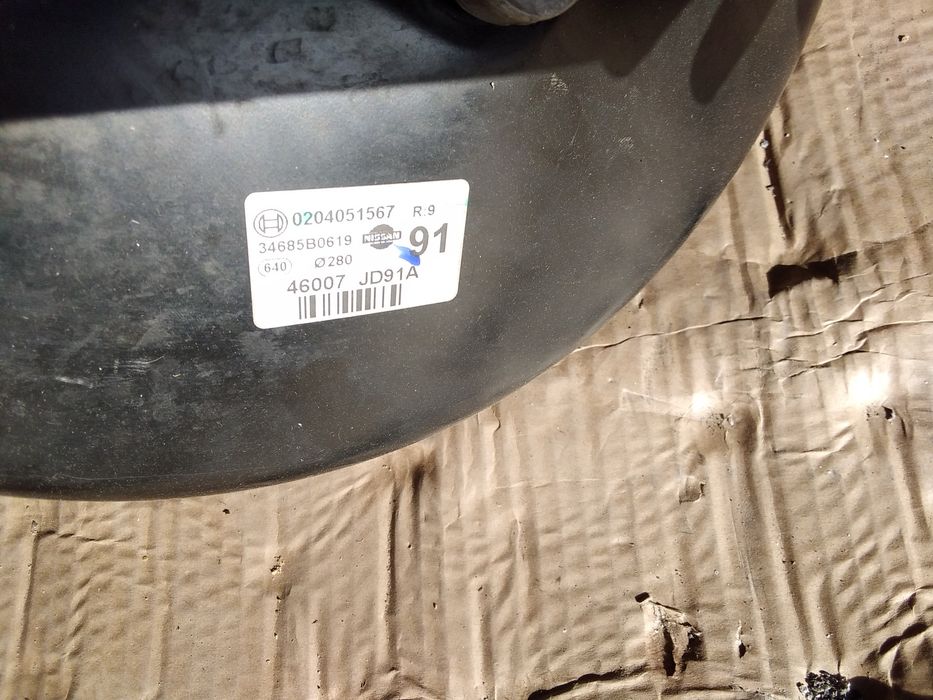 0204051567 R.9
34685B0619 NISSAN 91
640 Ø280
46007 JD91A